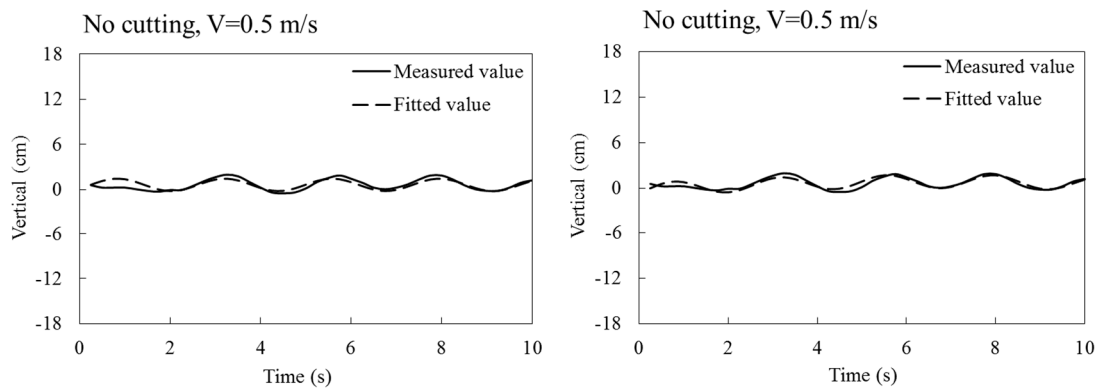 No cutting, V=0.5 m/s
18
12
6
0
-6
-12
-18
Vertical (cm)
Measured value
Fitted value
0 2 4 6 8 10
Time (s)
No cutting, V=0.5 m/s
18
12
6
0
-6
-12
-18
Vertical (cm)
Measured value
Fitted value
0 2 4 6 8 10
Time (s)